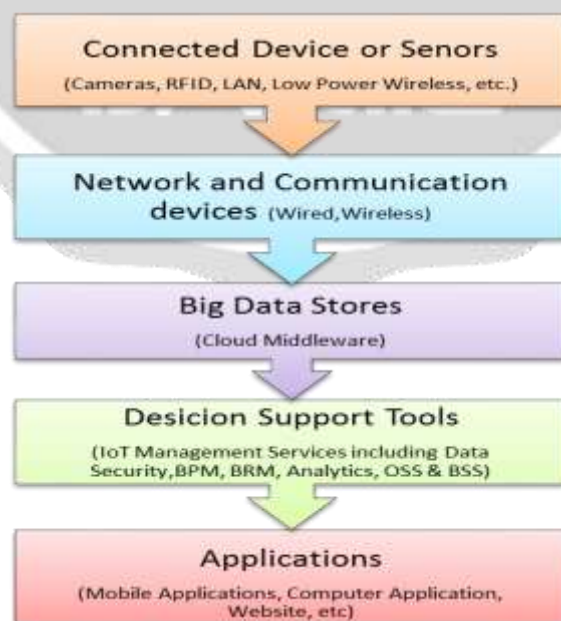 Connected Device or Senors
(Cameras, RFID, LAN, Low Power Wireless, etc.)
Network and Communication
devices (Wired,Wireless)
Big Data Stores
(Cloud Middleware)
Desicion Support Tools
(IoT Management Services including Data
Security,BPM, BRM, Analytics, OSS & BSS)
Applications
(Mobile Applications, Computer Application,
Website, etc)